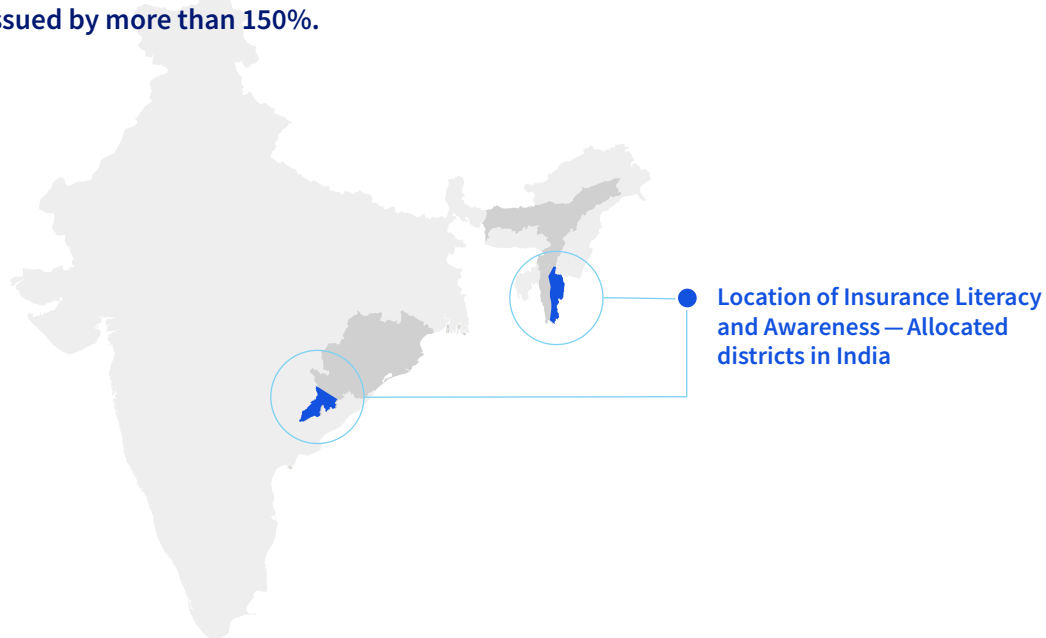 ssued by more than 150%.
Location of Insurance Literacy
and Awareness — Allocated
districts in India